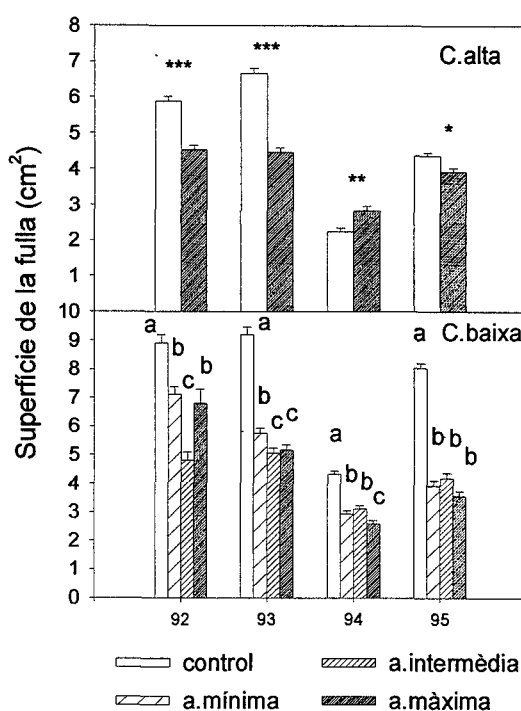 Superfície de la fulla (cm²)
8
7
6
5
4
3
2
1
C.alta
***
***
**
*
10
9
8
7
6
5
4
3
2
1
0
C.baixa
a b c b
a b c c
a b b c
a b b b
92 93 94 95
control a.intermèdia
a.mínima a.màxima